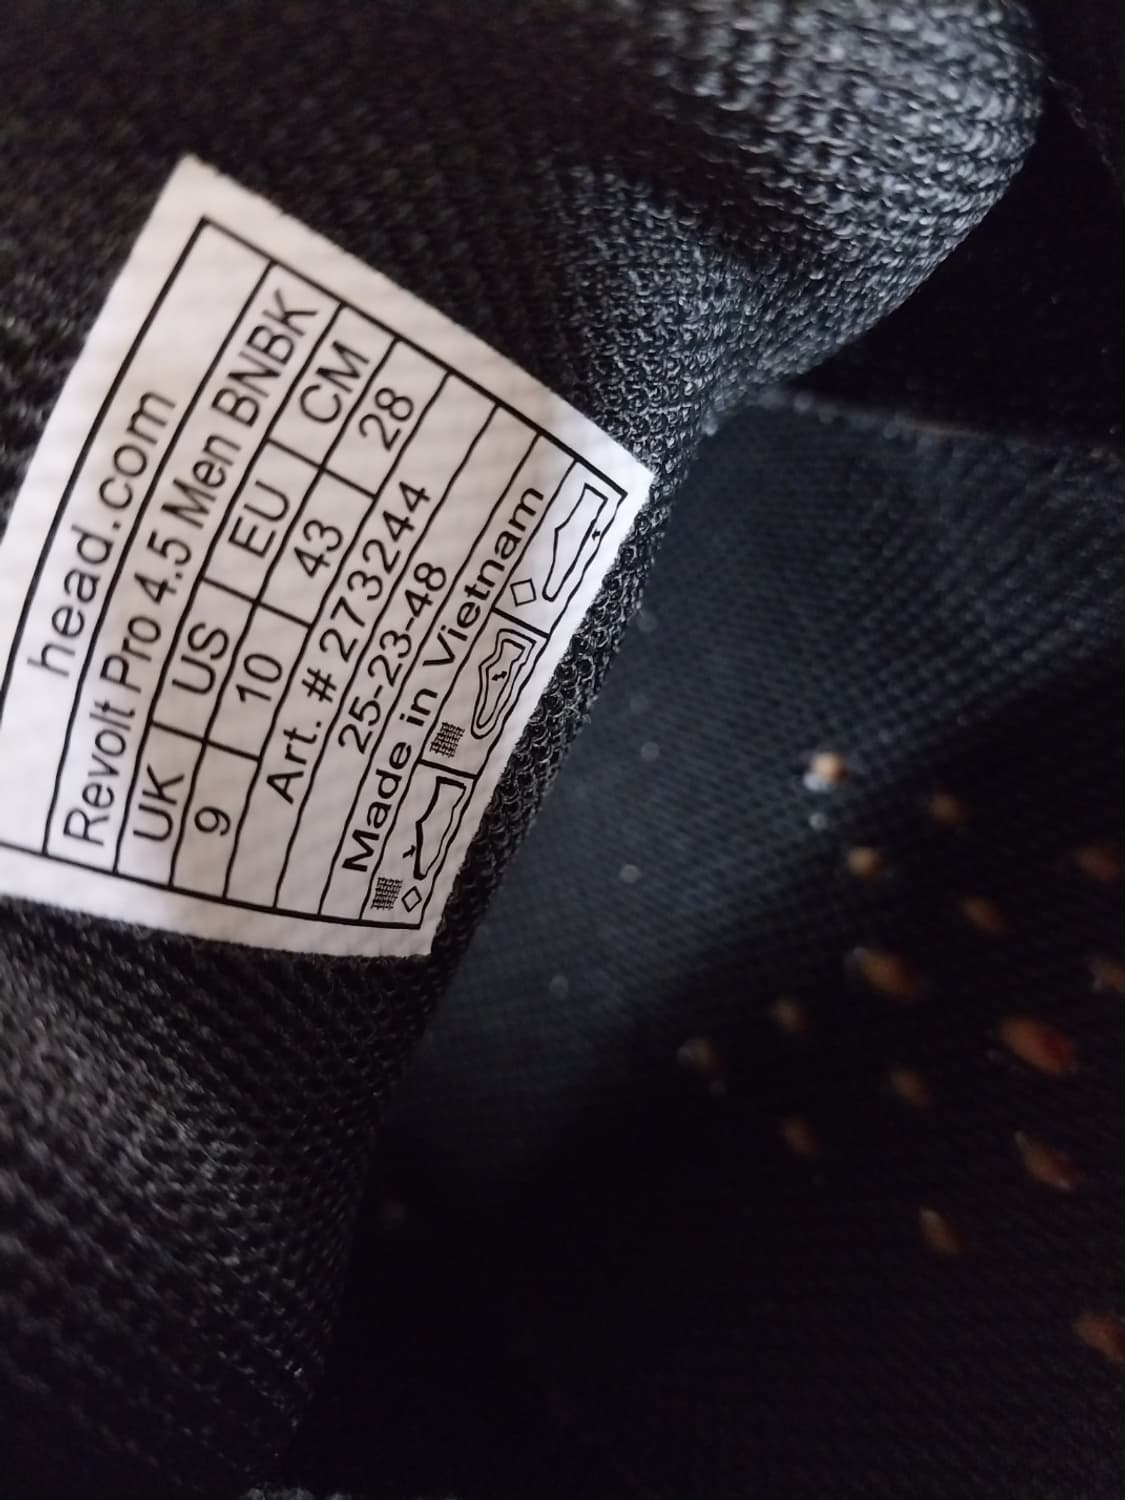 head.com
Revolt Pro 4.5 Men BNBK
UK US EU CM
9 10 43 28
Art. # 273244
25-23-48
Made in Vietnam